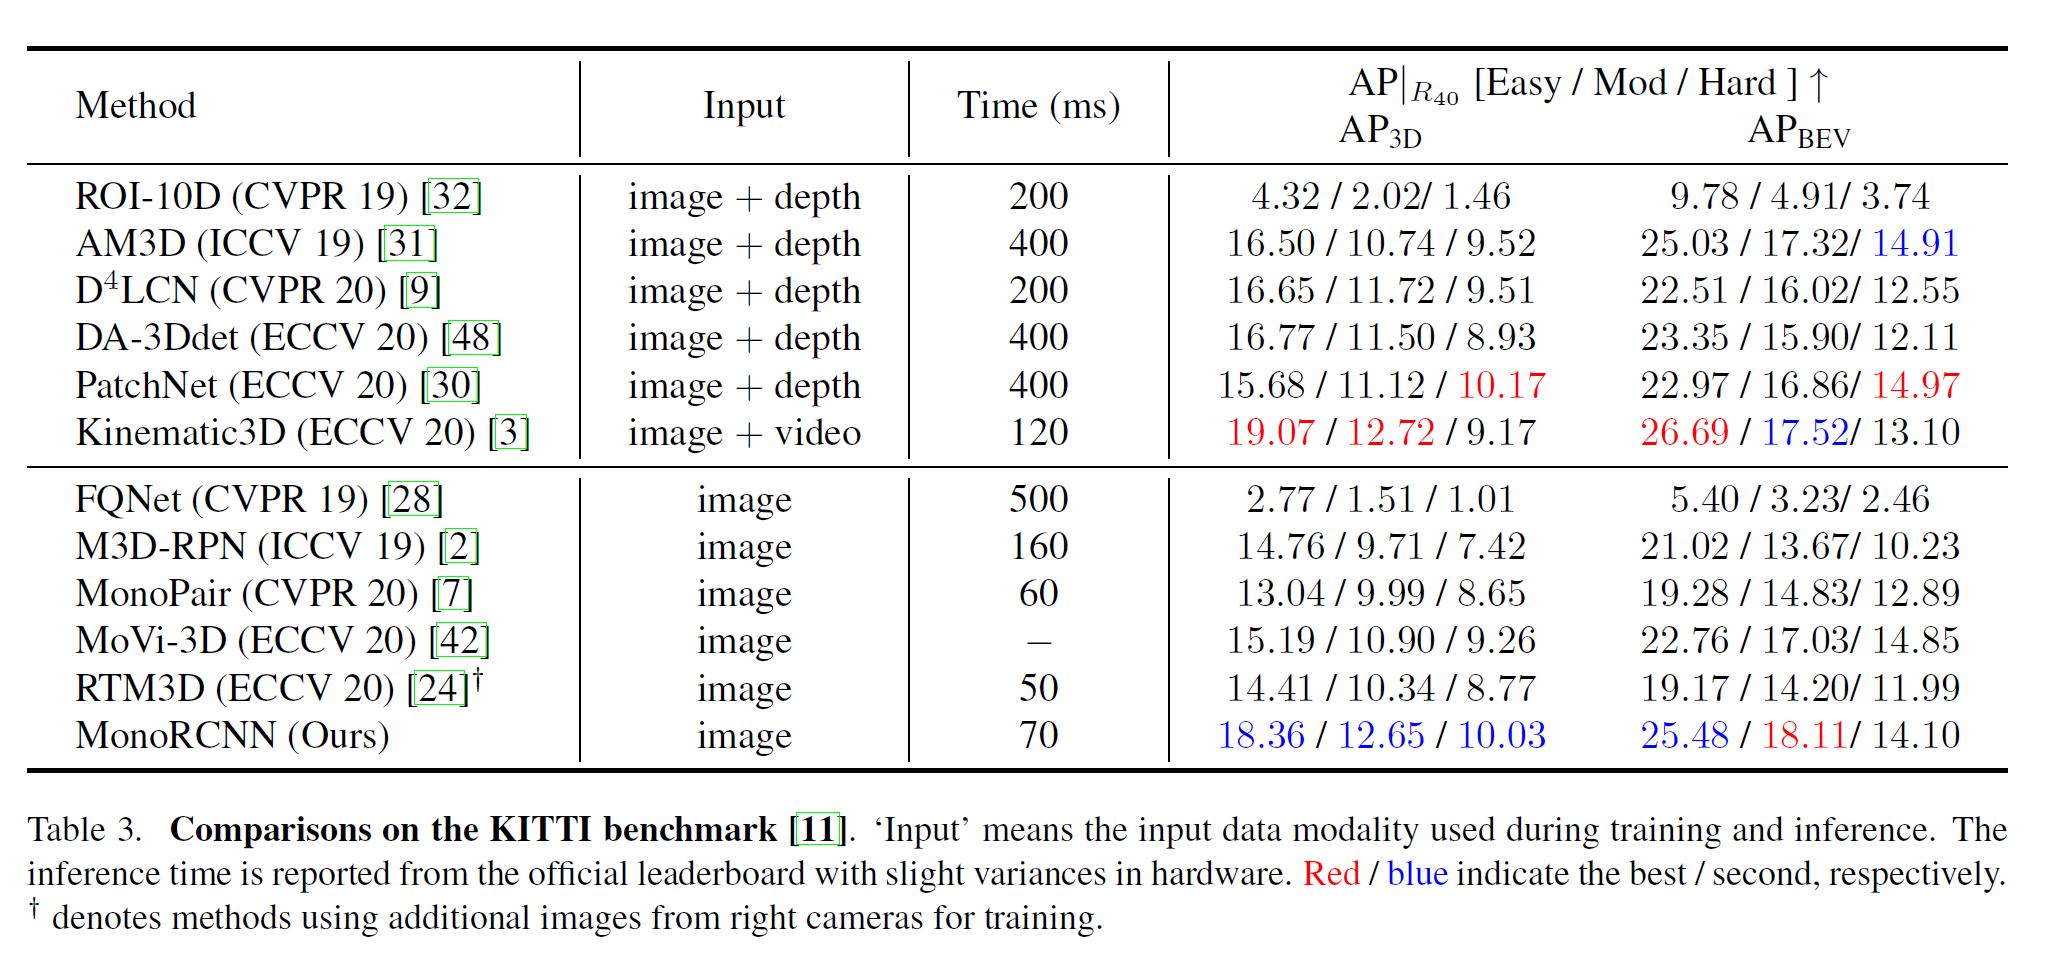 Method Input Time (ms) AP|R40 [Easy / Mod / Hard ] ↑
AP3D APBEV
ROI-10D (CVPR 19) [32] image + depth 200 4.32 / 2.02/ 1.46 9.78 / 4.91/ 3.74
AM3D (ICCV 19) [31] image + depth 400 16.50 / 10.74 / 9.52 25.03 / 17.32/ 14.91
D4LCN (CVPR 20) [9] image + depth 200 16.65 / 11.72 / 9.51 22.51 / 16.02/ 12.55
DA-3Ddet (ECCV 20) [48] image + depth 400 16.77 / 11.50 / 8.93 23.35 / 15.90/ 12.11
PatchNet (ECCV 20) [30] image + depth 400 15.68 / 11.12 / 10.17 22.97 / 16.86/ 14.97
Kinematic3D (ECCV 20) [3] image + video 120 19.07 / 12.72 / 9.17 26.69 / 17.52/ 13.10
FQNet (CVPR 19) [28] image 500 2.77 / 1.51 / 1.01 5.40 / 3.23/ 2.46
M3D-RPN (ICCV 19) [2] image 160 14.76 / 9.71 / 7.42 21.02 / 13.67/ 10.23
MonoPair (CVPR 20) [7] image 60 13.04 / 9.99 / 8.65 19.28 / 14.83/ 12.89
MoVi-3D (ECCV 20) [42] image − 15.19 / 10.90 / 9.26 22.76 / 17.03/ 14.85
RTM3D (ECCV 20) [24]† image 50 14.41 / 10.34 / 8.77 19.17 / 14.20/ 11.99
MonoRCNN (Ours) image 70 18.36 / 12.65 / 10.03 25.48 / 18.11/ 14.10
Table 3. Comparisons on the KITTI benchmark [11]. ‘Input’ means the input data modality used during training and inference. The
inference time is reported from the official leaderboard with slight variances in hardware. Red / blue indicate the best / second, respectively.
† denotes methods using additional images from right cameras for training.